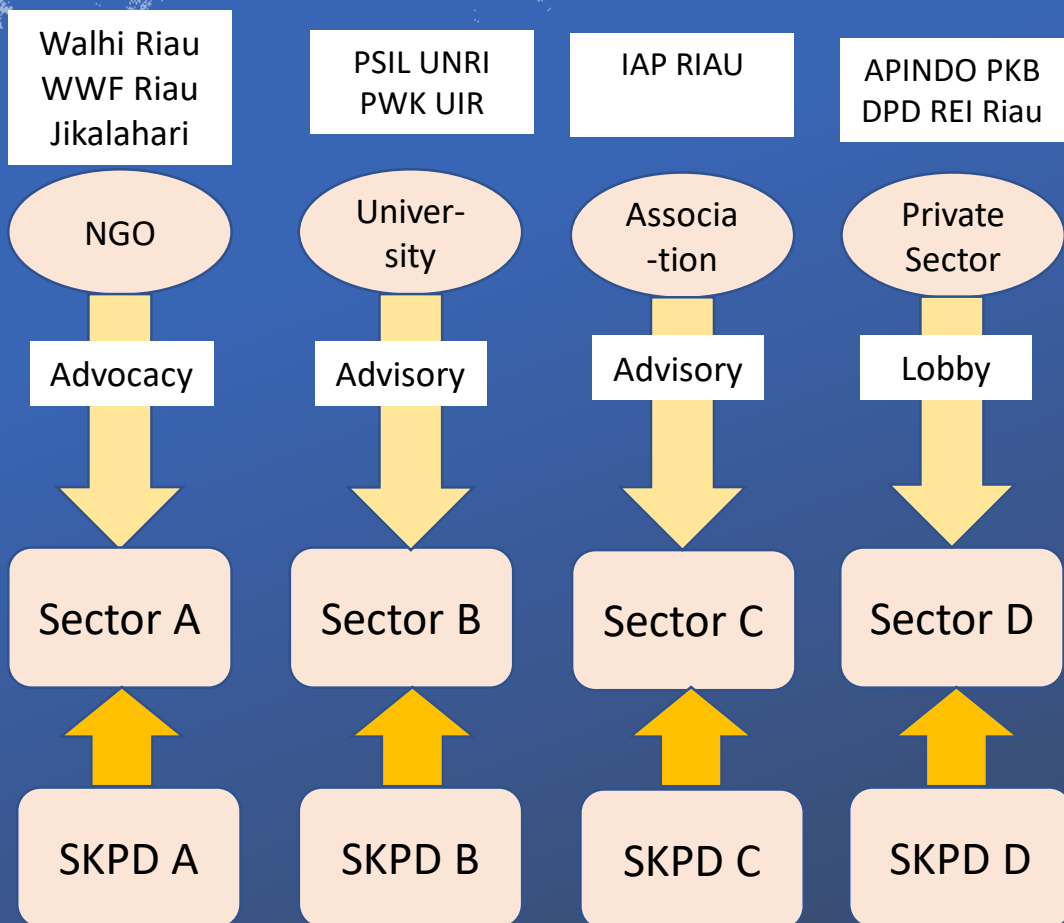 Walhi Riau
WWF Riau
Jikalahari
PSIL UNRI
PWK UIR
IAP RIAU
APINDO PKB
DPD REI Riau
NGO
Univer-
sity
Associa
-tion
Private
Sector
Advocacy
Advisory
Advisory
Lobby
Sector A
Sector B
Sector C
Sector D
SKPD A
SKPD B
SKPD C
SKPD D